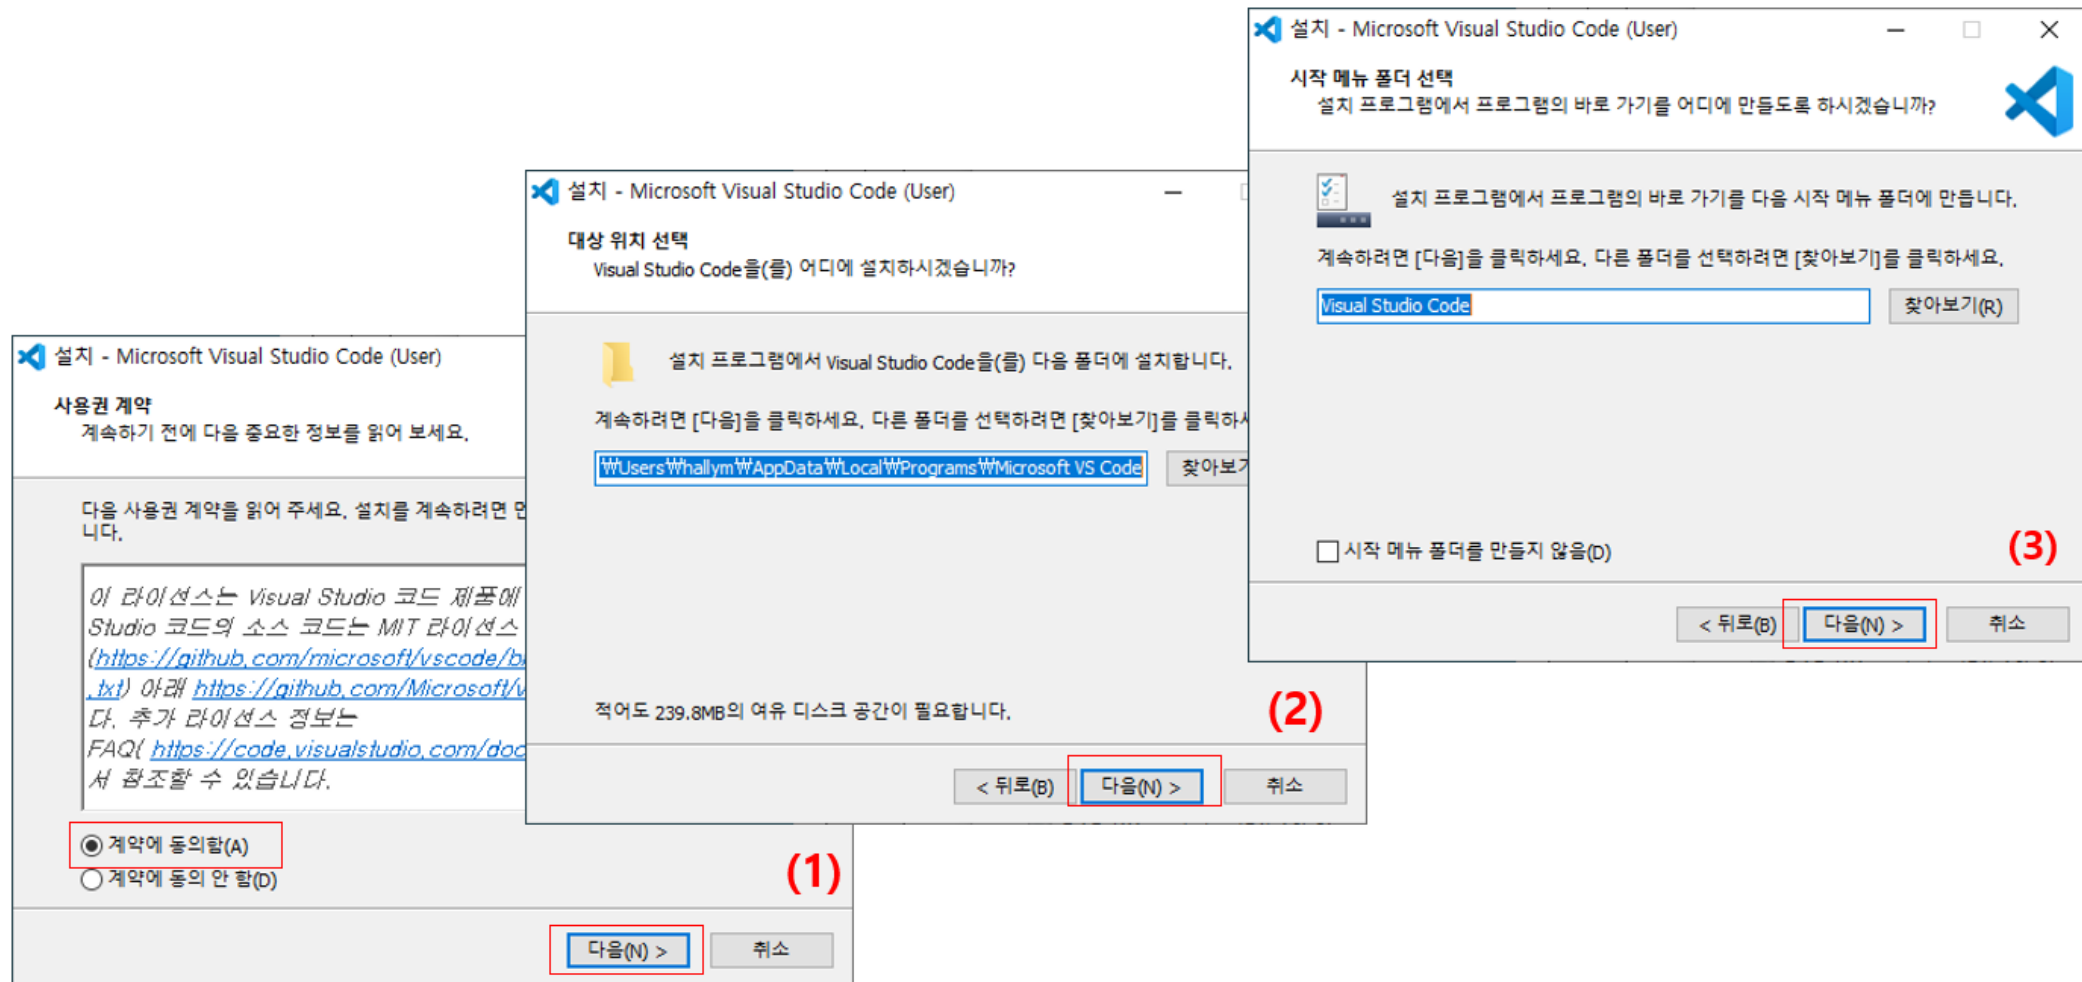 설치 - Microsoft Visual Studio Code (User)
사용권 계약
계속하기 전에 다음 중요한 정보를 읽어 보세요.
다음 사용권 계약을 읽어 주세요. 설치를 계속하려면 먼
니다.
이 라이선스는 Visual Studio 코드 제품에
Studio 코드의 소스 코드는 MIT 라이선스
(https://github.com/microsoft/vscode/b
.txt) 아래 https://github.com/Microsoft/v
다. 추가 라이선스 정보는
FAQ( https://code.visualstudio.com/doc
서 참조할 수 있습니다.
계약에 동의함(A)
계약에 동의 안 함(D)
(1)
다음(N) >
취소
설치 - Microsoft Visual Studio Code (User)
대상 위치 선택
Visual Studio Code을(를) 어디에 설치하시겠습니까?
설치 프로그램에서 Visual Studio Code을(를) 다음 폴더에 설치합니다.
계속하려면 [다음]을 클릭하세요. 다른 폴더를 선택하려면 [찾아보기]를 클릭하
₩Users₩hallym₩AppData₩Local₩Programs₩Microsoft VS Code
찾아보기
적어도 239.8MB의 여유 디스크 공간이 필요합니다.
(2)
< 뒤로(B)
다음(N) >
취소
설치 - Microsoft Visual Studio Code (User)
시작 메뉴 폴더 선택
설치 프로그램에서 프로그램의 바로 가기를 어디에 만들도록 하시겠습니까?
설치 프로그램에서 프로그램의 바로 가기를 다음 시작 메뉴 폴더에 만듭니다.
계속하려면 [다음]을 클릭하세요. 다른 폴더를 선택하려면 [찾아보기]를 클릭하세요.
Visual Studio Code
찾아보기(R)
시작 메뉴 폴더를 만들지 않음(D)
(3)
< 뒤로(B)
다음(N) >
취소